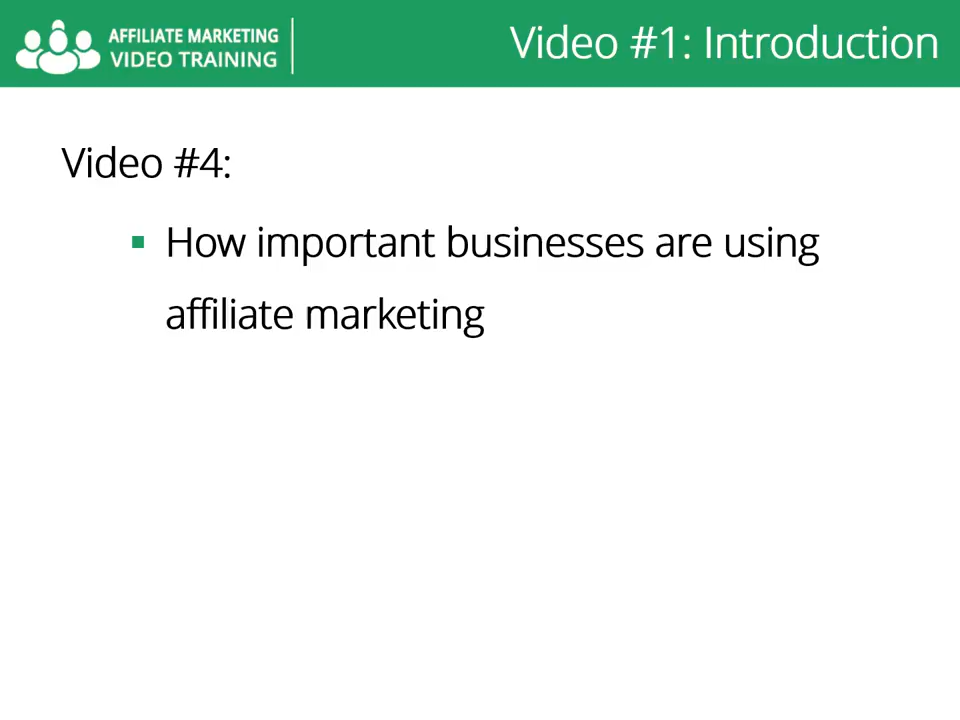 AFFILIATE MARKETING
VIDEO TRAINING
Video #1: Introduction
Video #4:
How important businesses are using
affiliate marketing